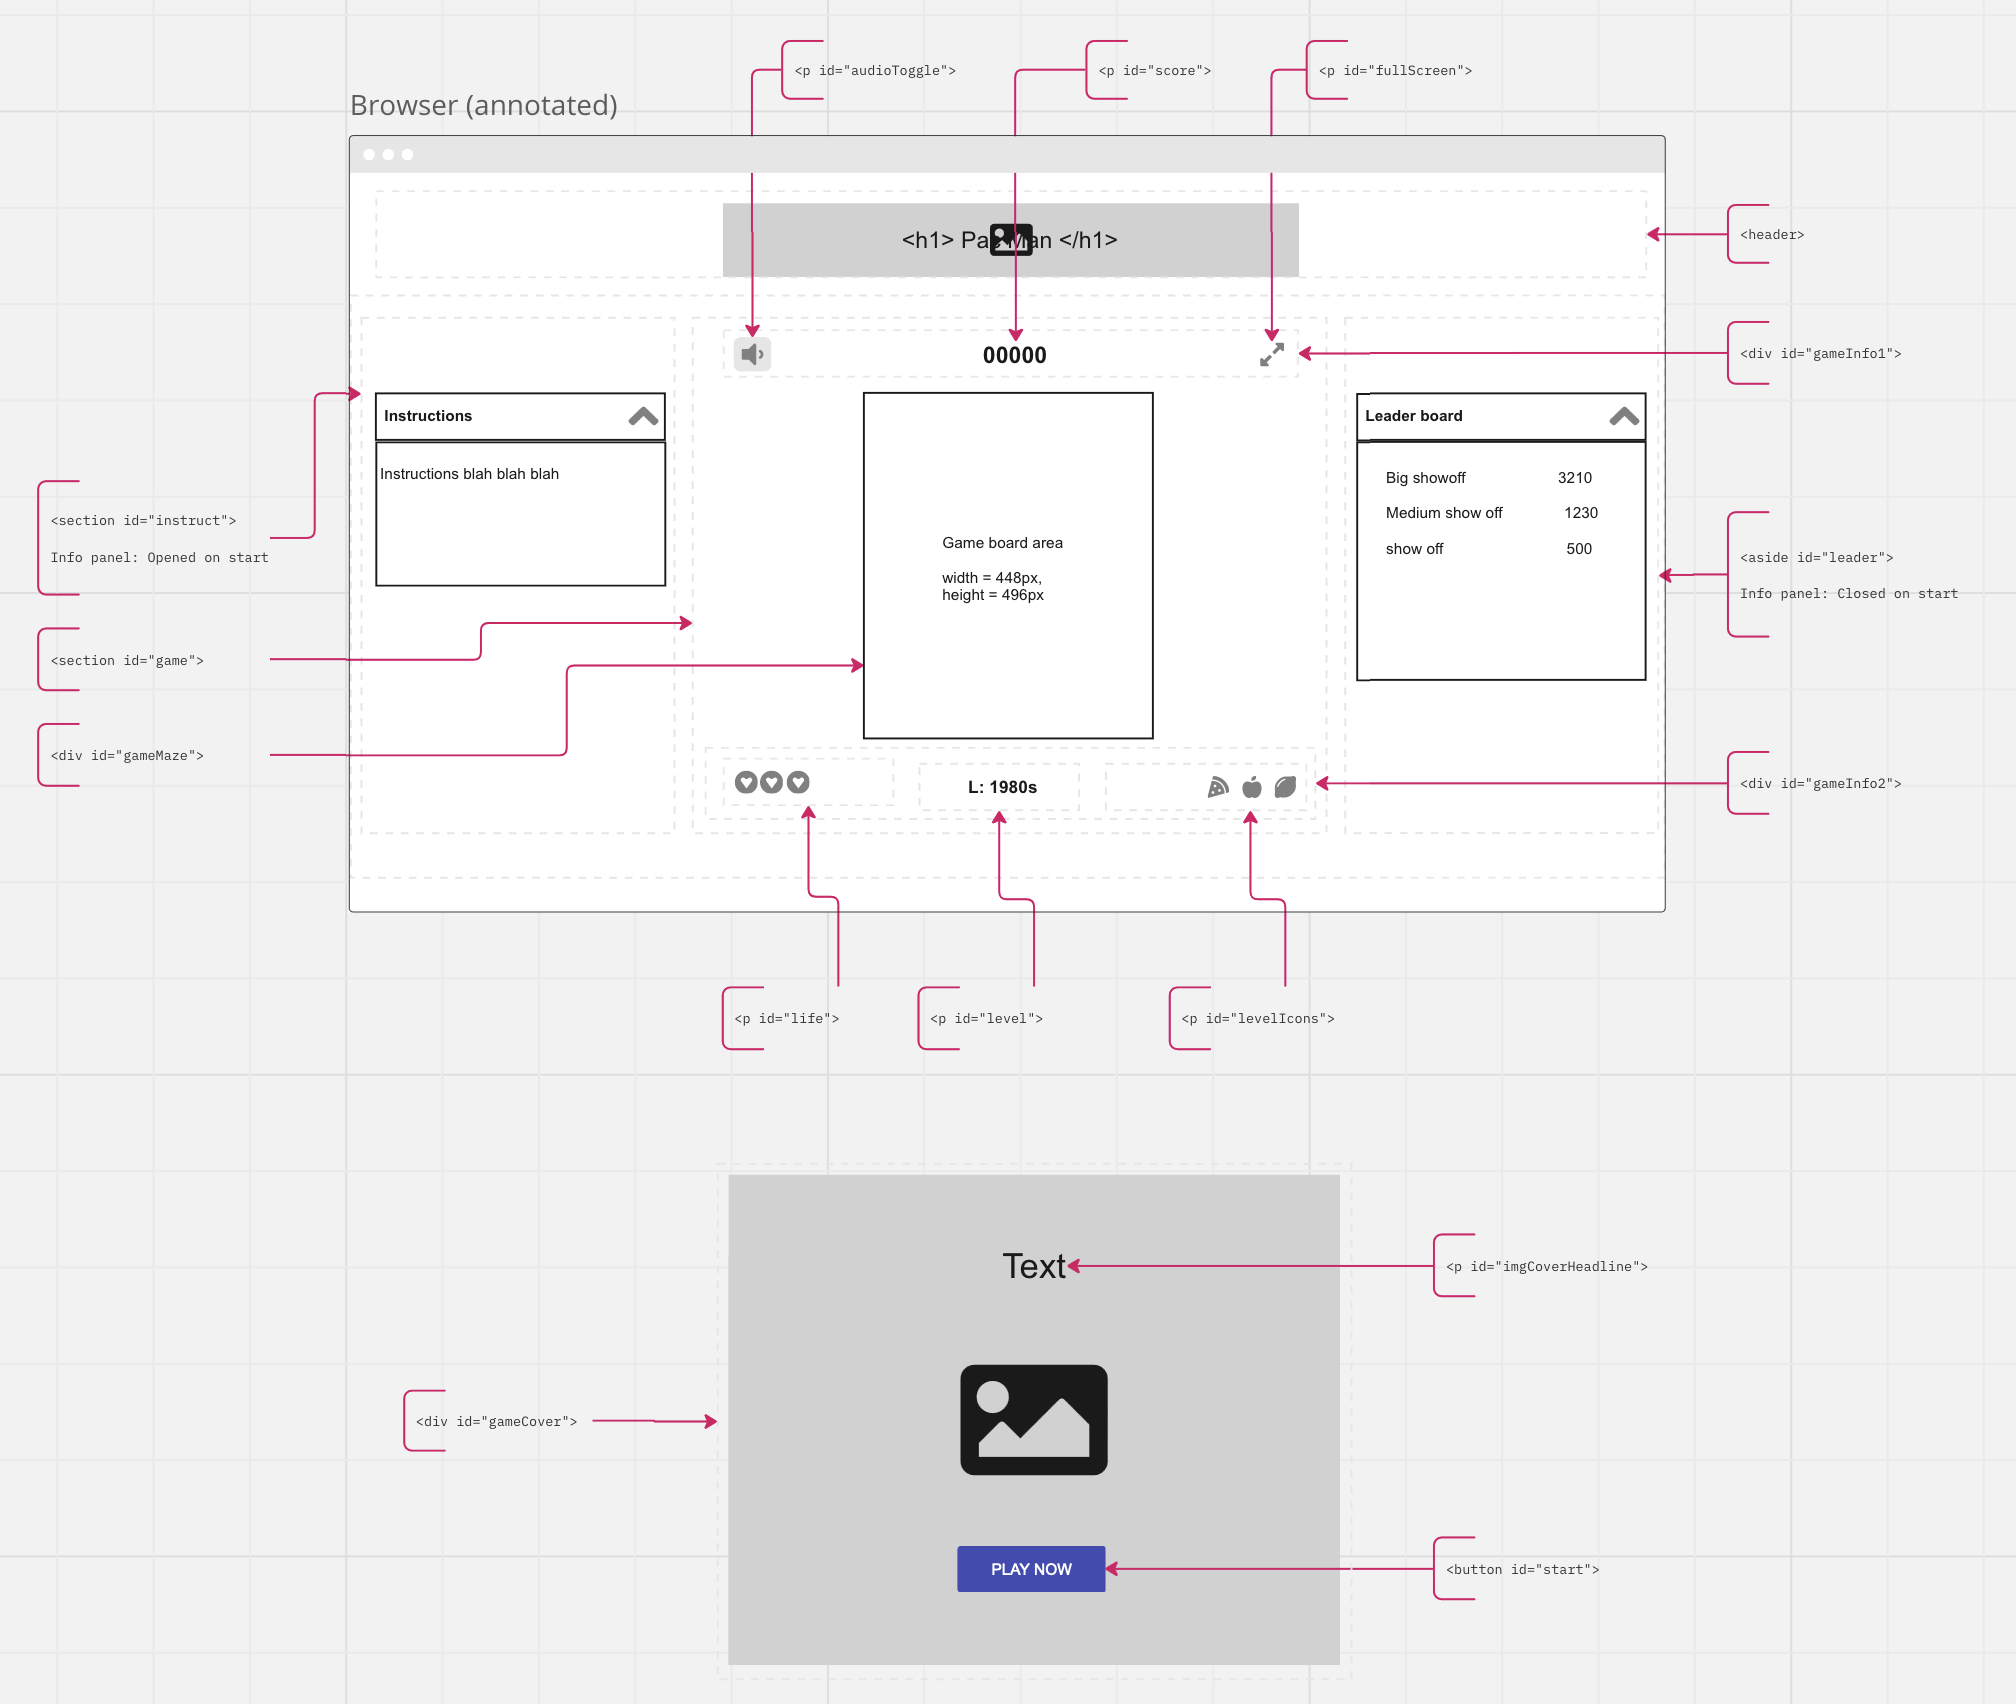 <p id="audioToggle">
<p id="score">
<p id="fullScreen">
Browser (annotated)
<h1> Pac Man </h1>
<header>
00000
<div id="gameInfo1">
Instructions
Leader board
Instructions blah blah blah
Big showoff 3210
Medium show off 1230
show off 500
<section id="instruct">
Info panel: Opened on start
Game board area
width = 448px,
height = 496px
<aside id="leader">
Info panel: Closed on start
<section id="game">
<div id="gameMaze">
L: 1980s
<div id="gameInfo2">
<p id="life">
<p id="level">
<p id="levelIcons">
Text
<p id="imgCoverHeadline">
<div id="gameCover">
PLAY NOW
<button id="start">